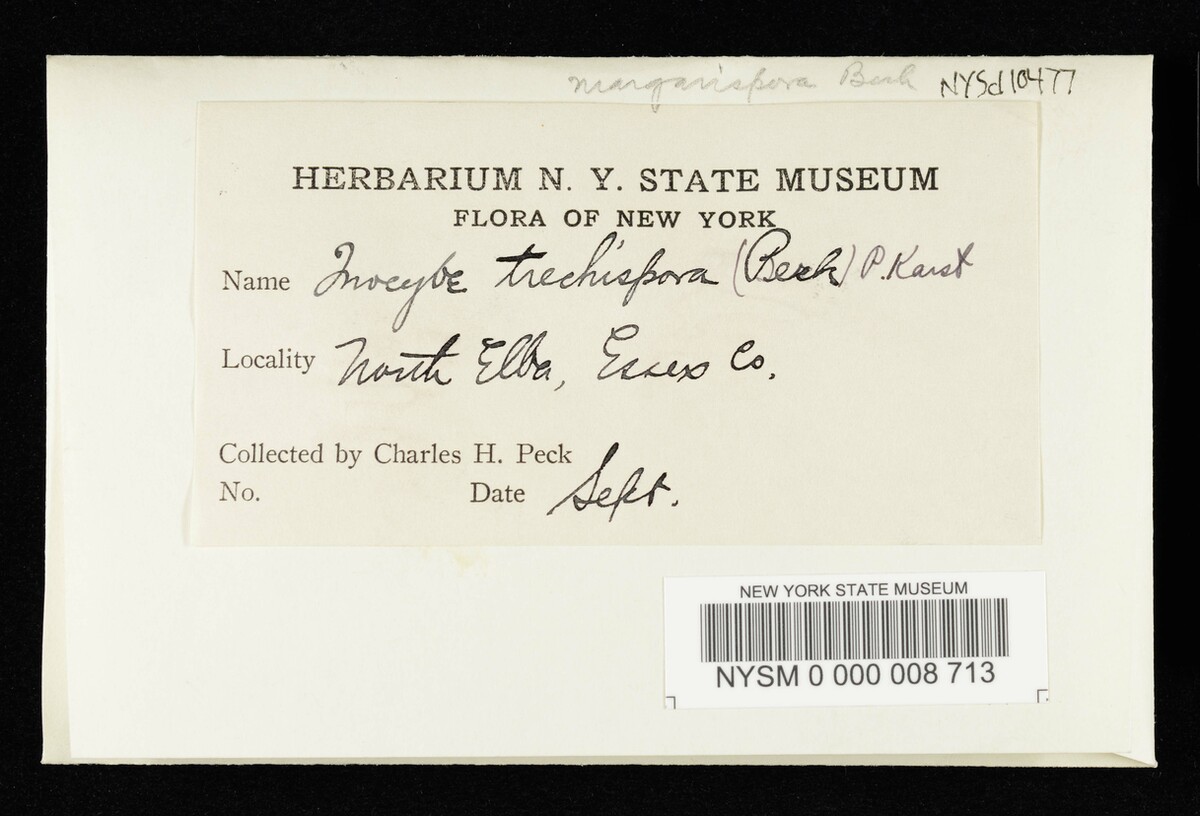 margarispora Berk NYSd10477
HERBARIUM N. Y. STATE MUSEUM
FLORA OF NEW YORK
Name Inocybe trechispora (Berk) P. Karst
Locality North Elba, Essex Co.
Collected by Charles H. Peck
No. Date Sept.
NEW YORK STATE MUSEUM
NYSM 0 000 008 713